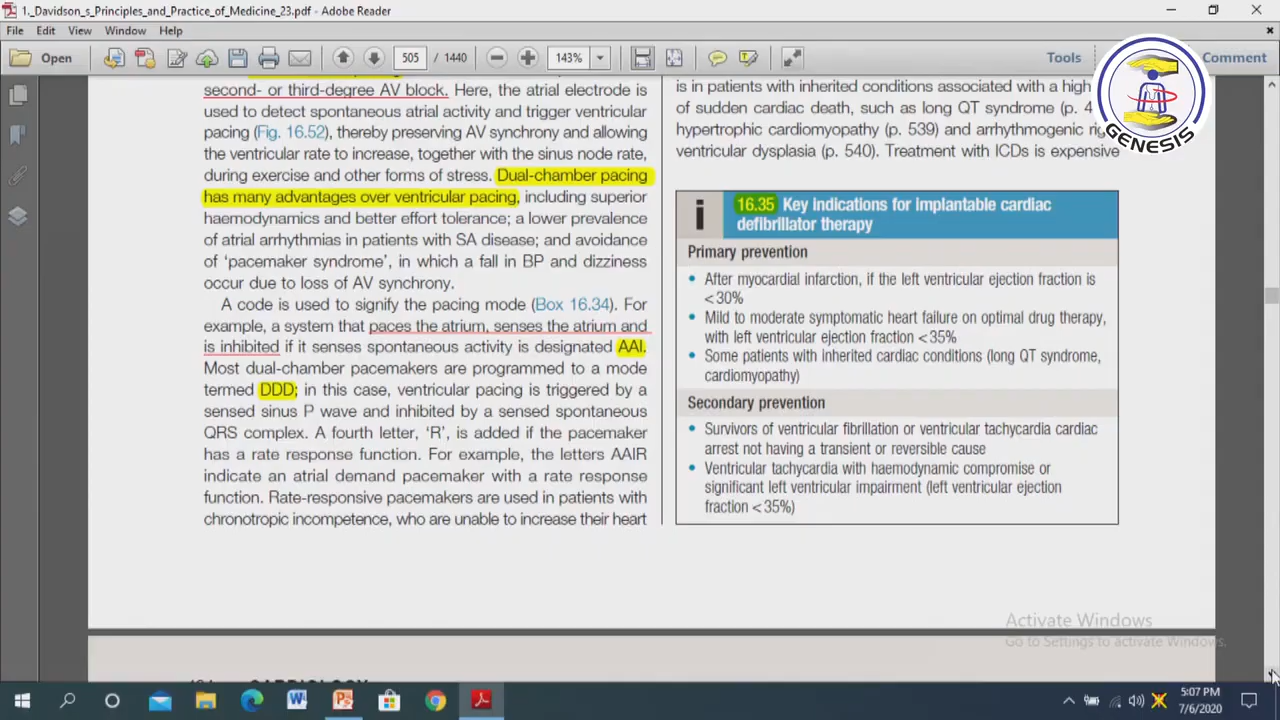 1._Davidson_s_Principles_and_Practice_of_Medicine_23.pdf - Adobe Reader
File Edit View Window Help
Open 505 / 1440 143% Tools Comment
GENESIS
second- or third-degree AV block. Here, the atrial electrode is
used to detect spontaneous atrial activity and trigger ventricular
pacing (Fig. 16.52), thereby preserving AV synchrony and allowing
the ventricular rate to increase, together with the sinus node rate,
during exercise and other forms of stress. Dual-chamber pacing
has many advantages over ventricular pacing, including superior
haemodynamics and better effort tolerance; a lower prevalence
of atrial arrhythmias in patients with SA disease; and avoidance
of ‘pacemaker syndrome’, in which a fall in BP and dizziness
occur due to loss of AV synchrony.
A code is used to signify the pacing mode (Box 16.34). For
example, a system that paces the atrium, senses the atrium and
is inhibited if it senses spontaneous activity is designated AAI.
Most dual-chamber pacemakers are programmed to a mode
termed DDD; in this case, ventricular pacing is triggered by a
sensed sinus P wave and inhibited by a sensed spontaneous
QRS complex. A fourth letter, ‘R’, is added if the pacemaker
has a rate response function. For example, the letters AAIR
indicate an atrial demand pacemaker with a rate response
function. Rate-responsive pacemakers are used in patients with
chronotropic incompetence, who are unable to increase their heart
is in patients with inherited conditions associated with a high
of sudden cardiac death, such as long QT syndrome (p. 4
hypertrophic cardiomyopathy (p. 539) and arrhythmogenic
ventricular dysplasia (p. 540). Treatment with ICDs is expensive
i 16.35 Key indications for implantable cardiac
defibrillator therapy
Primary prevention
• After myocardial infarction, if the left ventricular ejection fraction is
<30%
• Mild to moderate symptomatic heart failure on optimal drug therapy,
with left ventricular ejection fraction <35%
• Some patients with inherited cardiac conditions (long QT syndrome,
cardiomyopathy)
Secondary prevention
• Survivors of ventricular fibrillation or ventricular tachycardia cardiac
arrest not having a transient or reversible cause
• Ventricular tachycardia with haemodynamic compromise or
significant left ventricular impairment (left ventricular ejection
fraction <35%)
Activate Windows
Go to Settings to activate Windows.
5:07 PM
7/6/2020